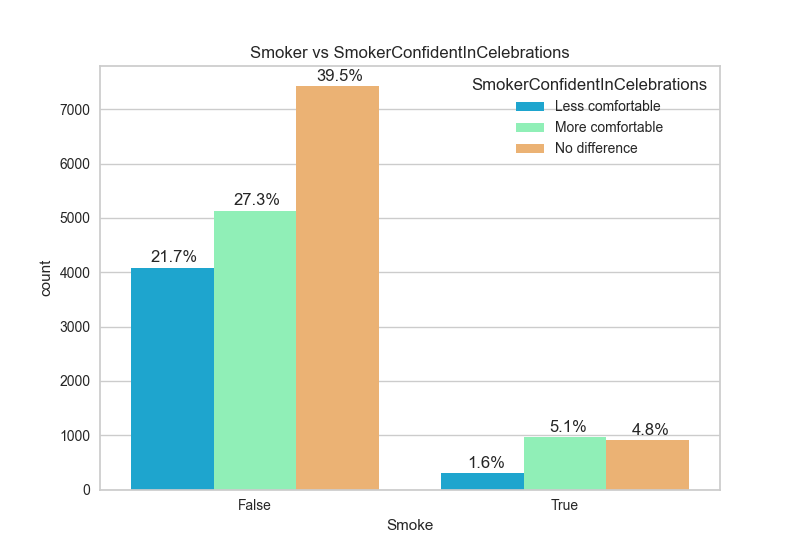 Smoker vs SmokerConfidentInCelebrations
39.5%
SmokerConfidentInCelebrations
Less comfortable
More comfortable
No difference
27.3%
21.7%
5.1%
4.8%
1.6%
7000
6000
5000
4000
3000
2000
1000
0
count
False
True
Smoke